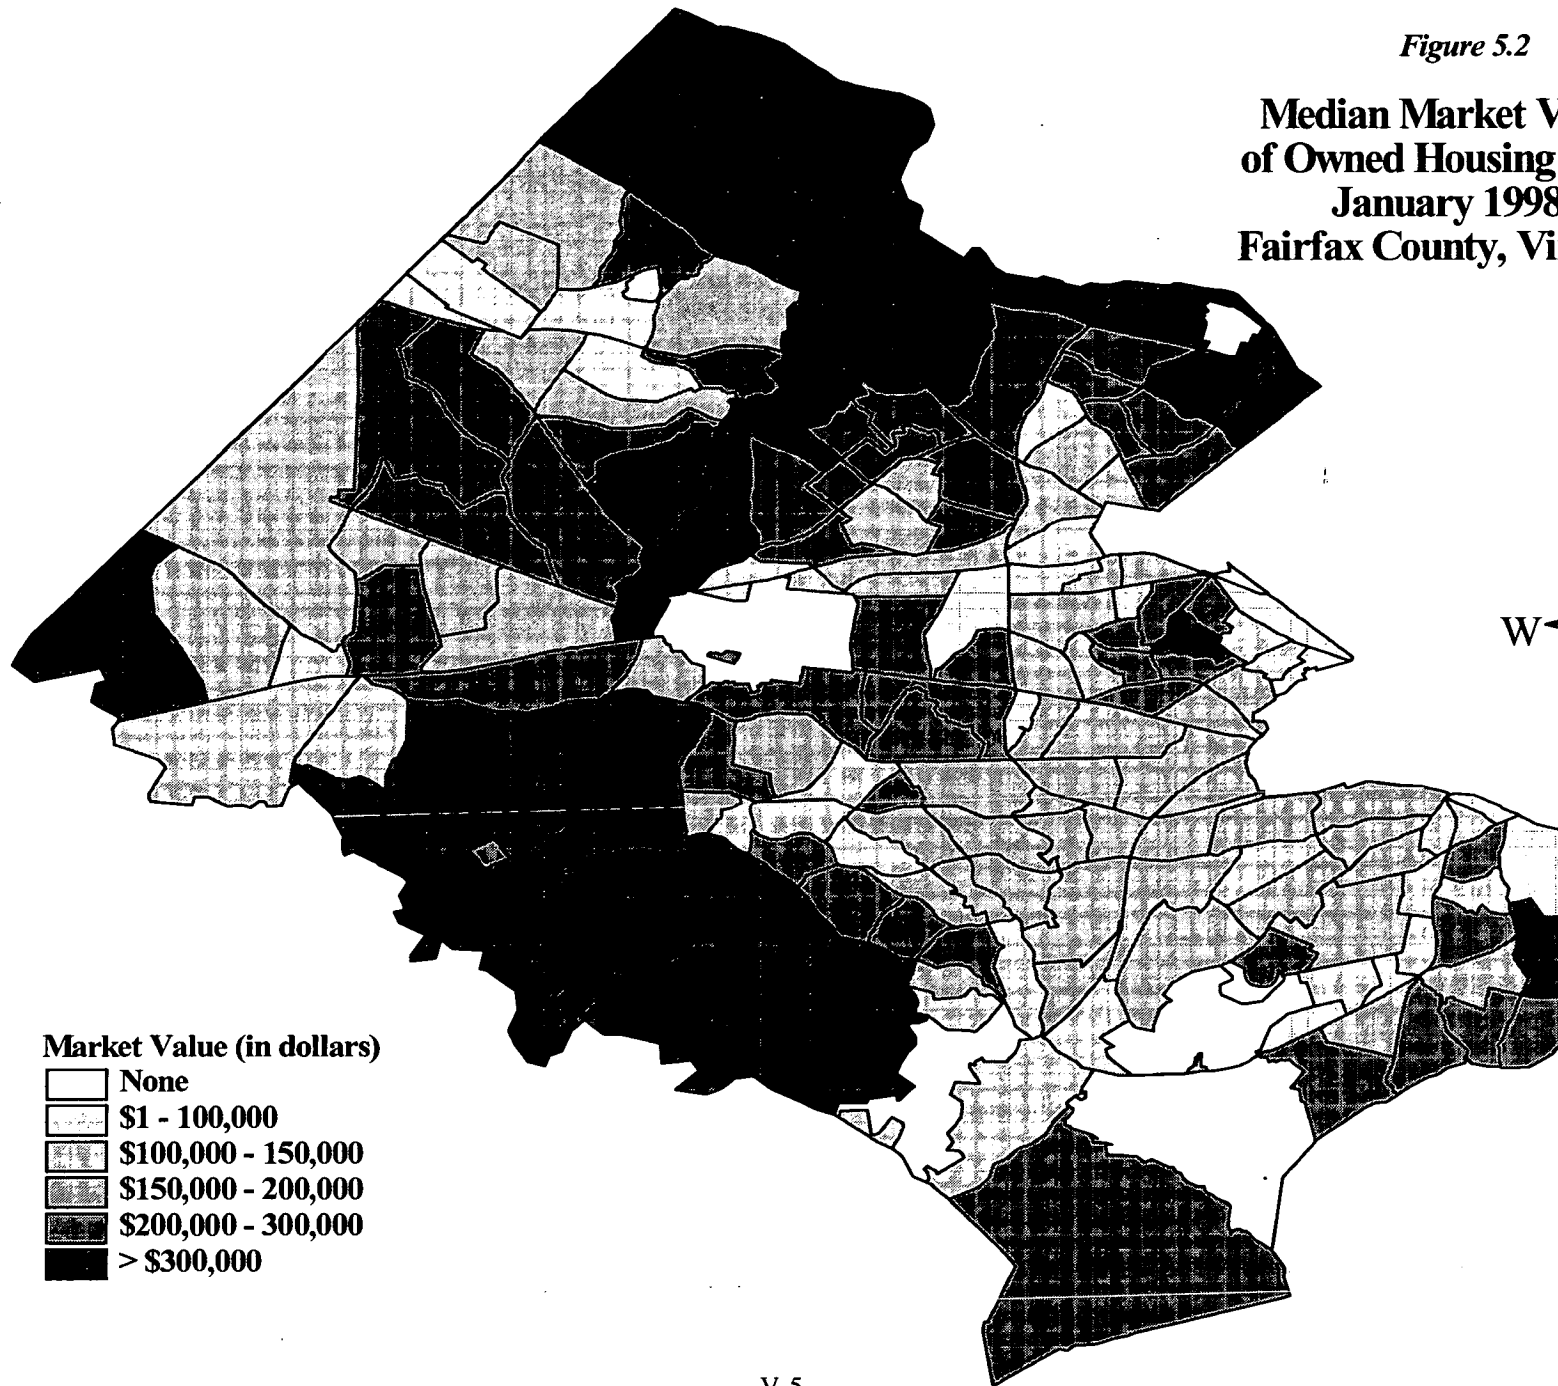 Figure 5.2
Median Market V
of Owned Housing
January 1998
Fairfax County, Vi
W
Market Value (in dollars)
None
$1 - 100,000
$100,000 - 150,000
$150,000 - 200,000
$200,000 - 300,000
> $300,000
V-5